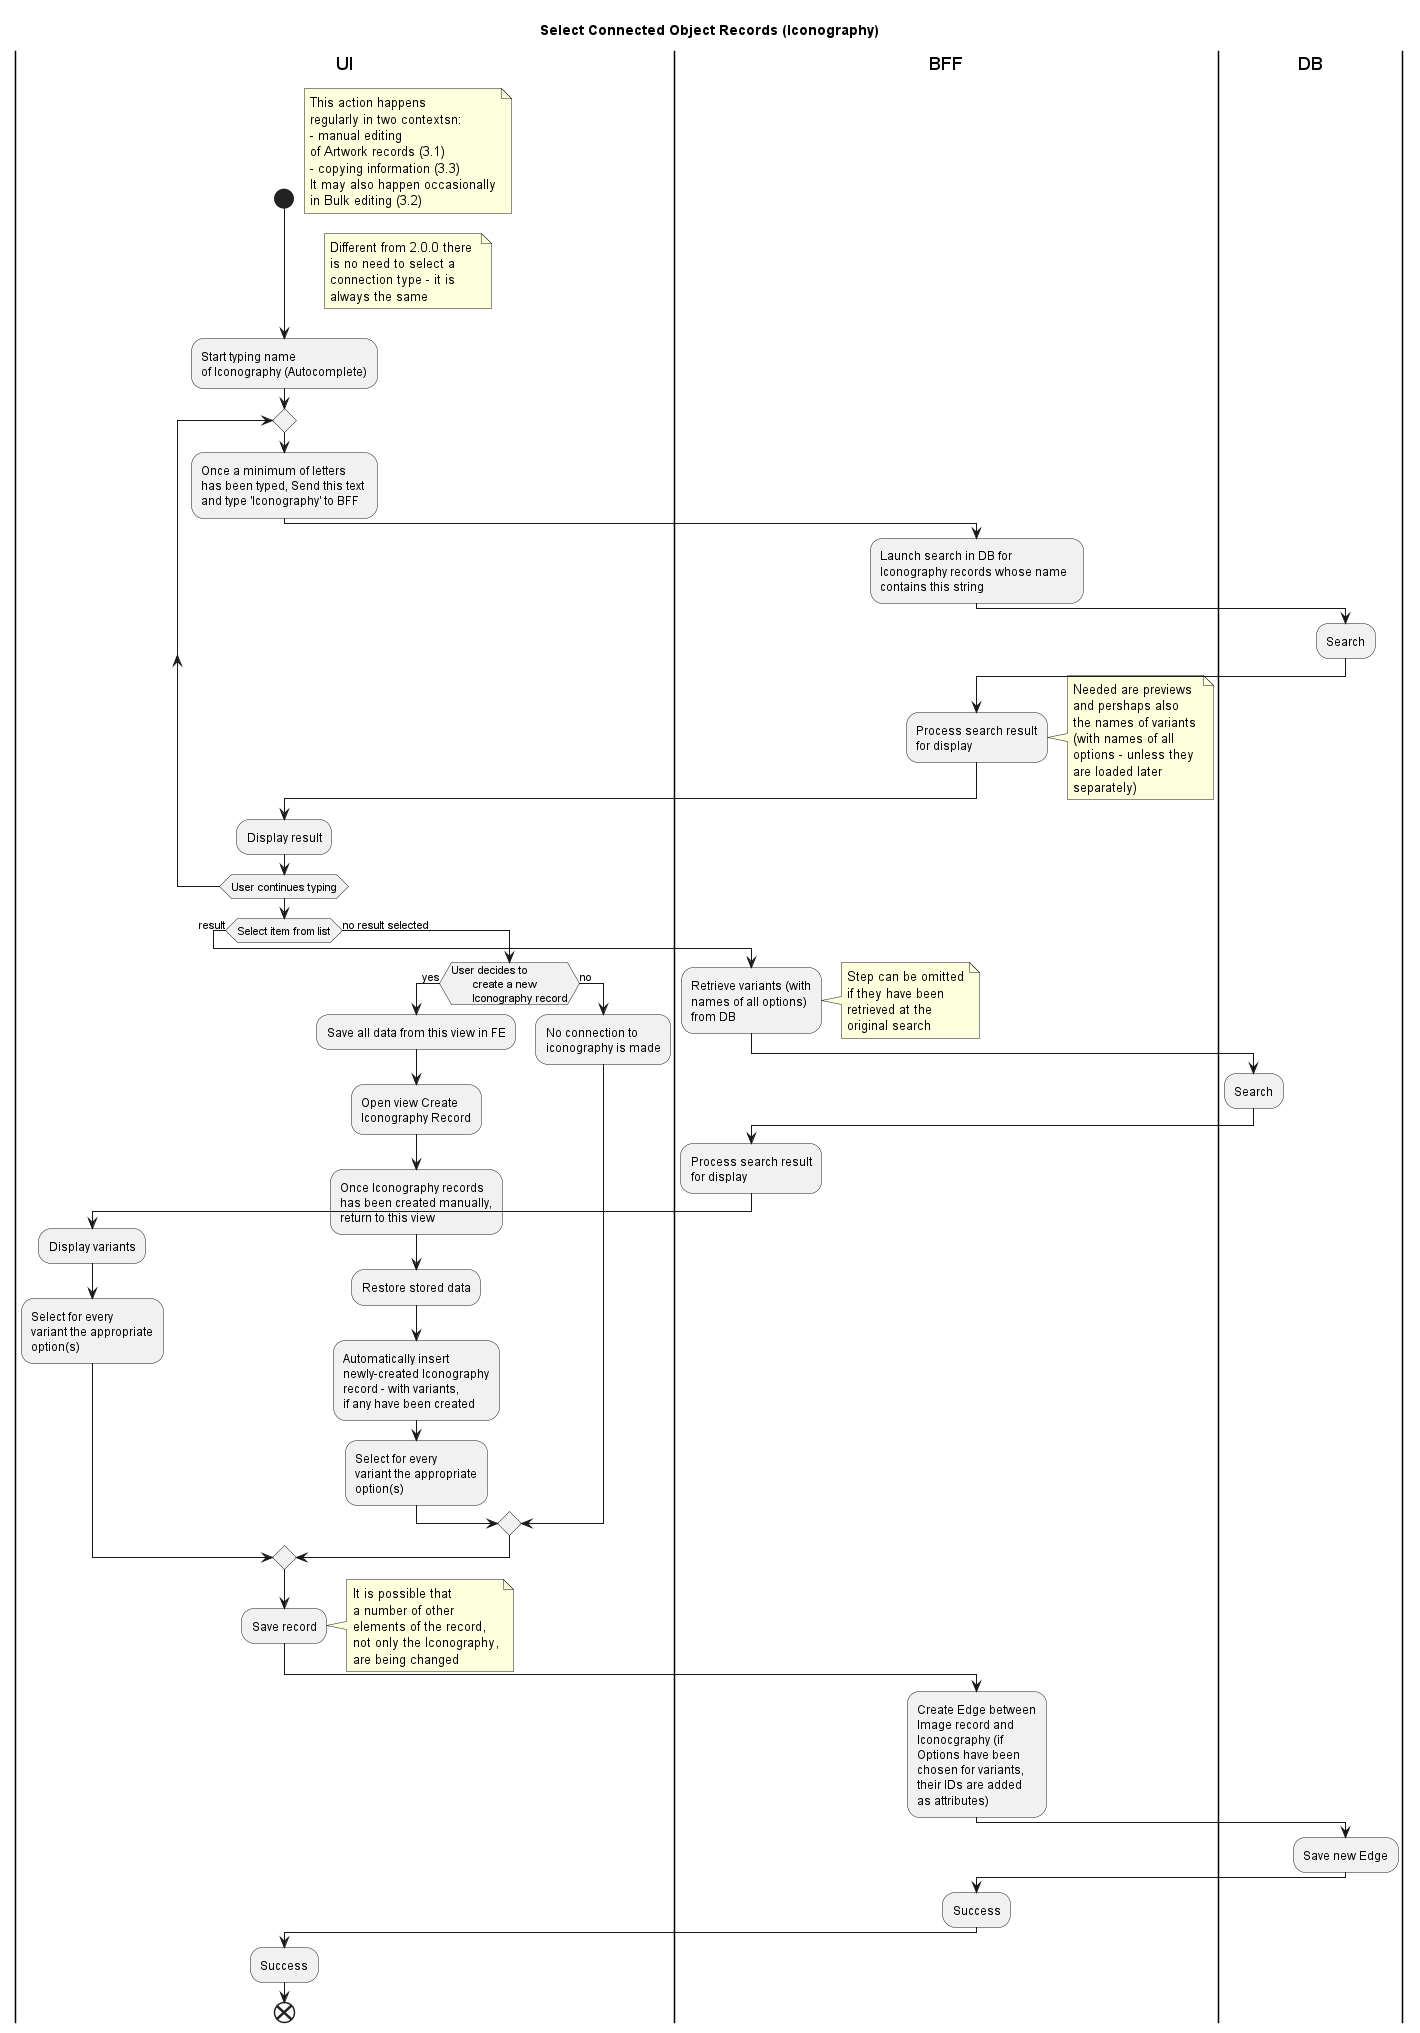 Select Connected Object Records (Iconography)
UI
BFF
DB
This action happens
regularly in two contextsn:
- manual editing
of Artwork records (3.1)
- copying information (3.3)
It may also happen occasionally
in Bulk editing (3.2)
Different from 2.0.0 there
is no need to select a
connection type - it is
always the same
Start typing name
of Iconography (Autocomplete)
Once a minimum of letters
has been typed, Send this text
and type 'Iconography' to BFF
Launch search in DB for
Iconography records whose name
contains this string
Search
Needed are previews
and pershaps also
the names of variants
(with names of all
options - unless they
are loaded later
separately)
Process search result
for display
Display result
User continues typing
result
Select item from list
no result selected
yes
User decides to
create a new
Iconography record
no
Retrieve variants (with
names of all options)
from DB
Step can be omitted
if they have been
retrieved at the
original search
Save all data from this view in FE
No connection to
iconography is made
Search
Open view Create
Iconography Record
Process search result
for display
Once Iconography records
has been created manually,
return to this view
Display variants
Restore stored data
Select for every
variant the appropriate
option(s)
Automatically insert
newly-created Iconography
record - with variants,
if any have been created
Select for every
variant the appropriate
option(s)
Save record
It is possible that
a number of other
elements of the record,
not only the Iconography,
are being changed
Create Edge between
Image record and
Iconocgraphy (if
Options have been
chosen for variants,
their IDs are added
as attributes)
Save new Edge
Success
Success